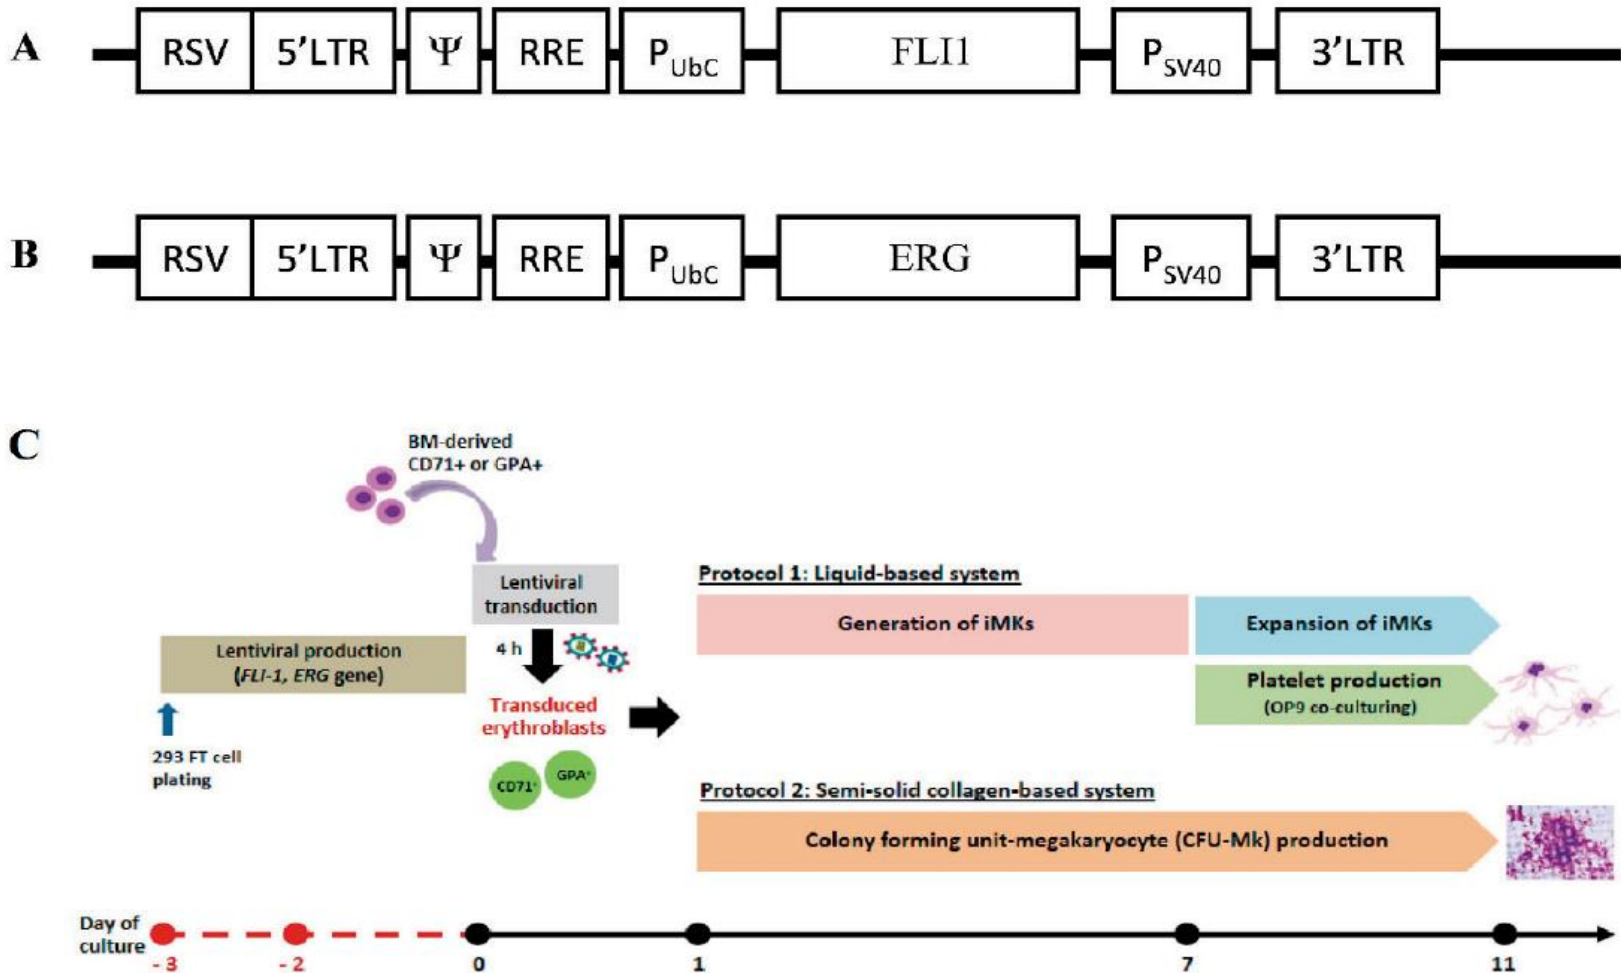 A
RSV 5'LTR Ψ RRE PUbC FLI1 PSV40 3'LTR
B
RSV 5'LTR Ψ RRE PUbC ERG PSV40 3'LTR
C
BM-derived
CD71+ or GPA+
Lentiviral
transduction
4 h
Lentiviral production
(FLI-1, ERG gene)
293 FT cell
plating
Transduced
erythroblasts
CD71+
GPA+
Protocol 1: Liquid-based system
Generation of iMKs
Expansion of iMKs
Platelet production
(OP9 co-culturing)
Protocol 2: Semi-solid collagen-based system
Colony forming unit-megakaryocyte (CFU-Mk) production
Day of
culture
- 3 - 2 0 1 7 11